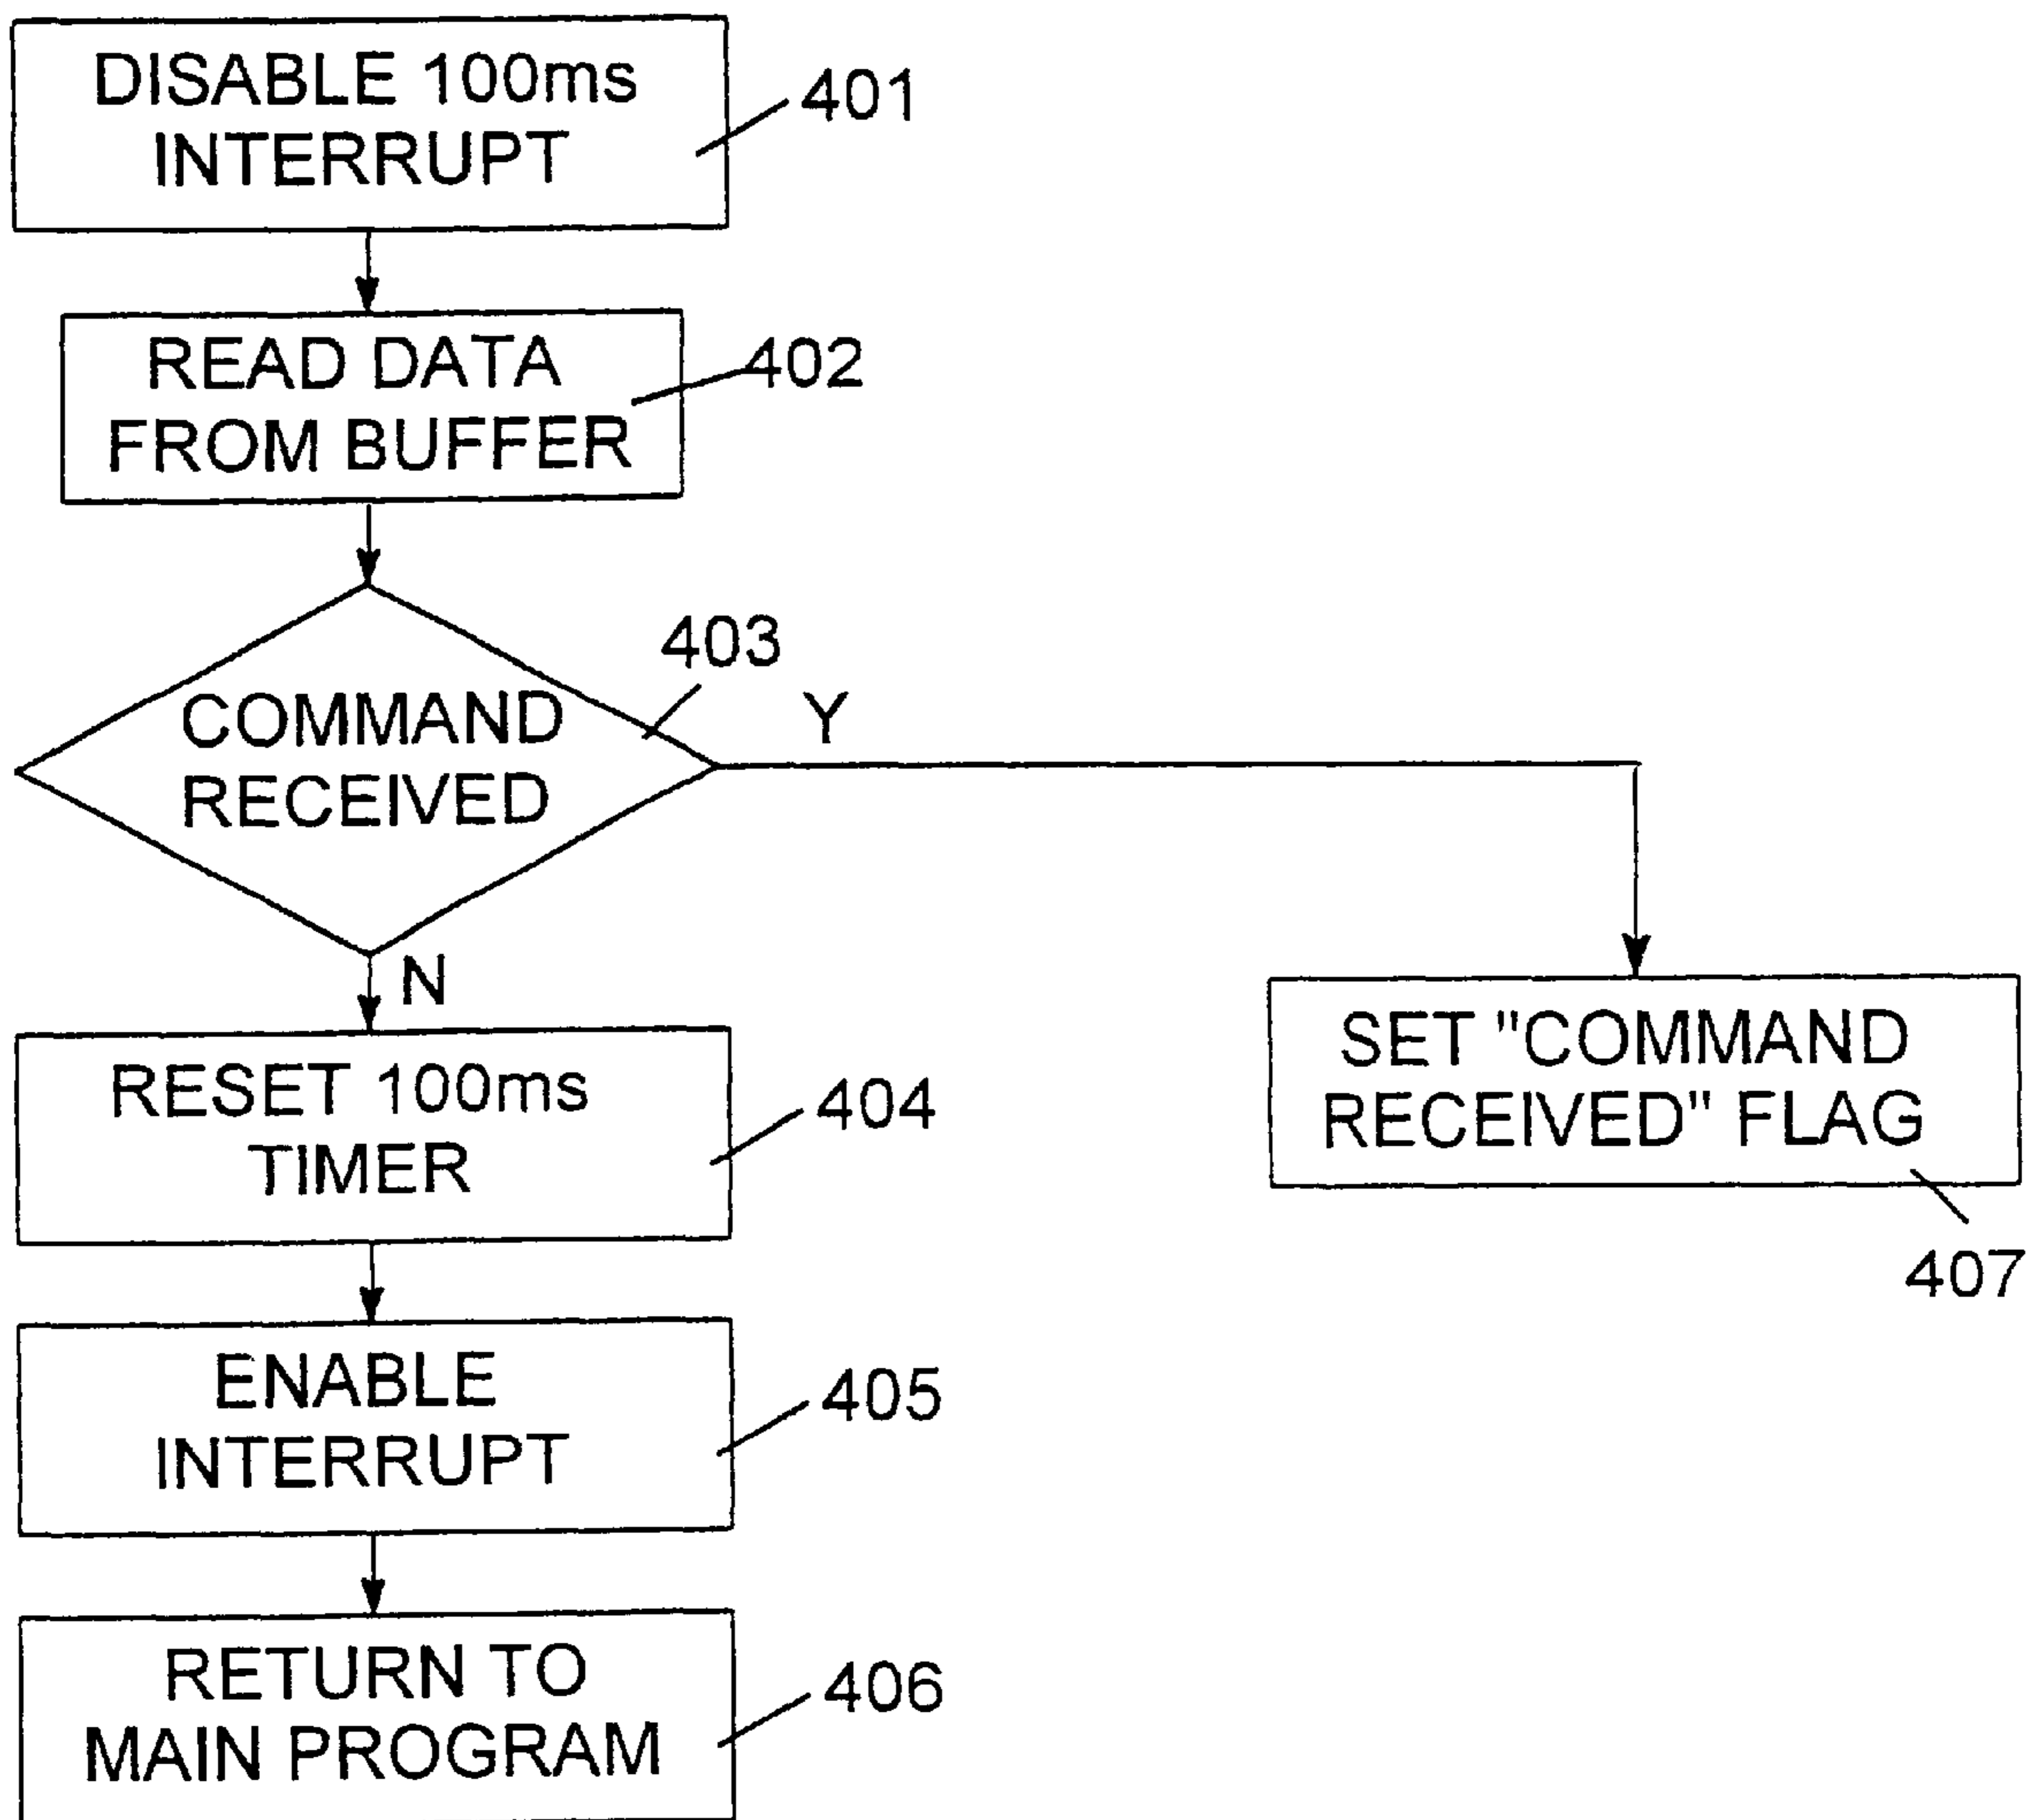 DISABLE 100ms
INTERRUPT
401
READ DATA
FROM BUFFER
402
403
COMMAND
RECEIVED
Y
N
RESET 100ms
TIMER
404
SET "COMMAND
RECEIVED" FLAG
407
ENABLE
INTERRUPT
405
RETURN TO
MAIN PROGRAM
406